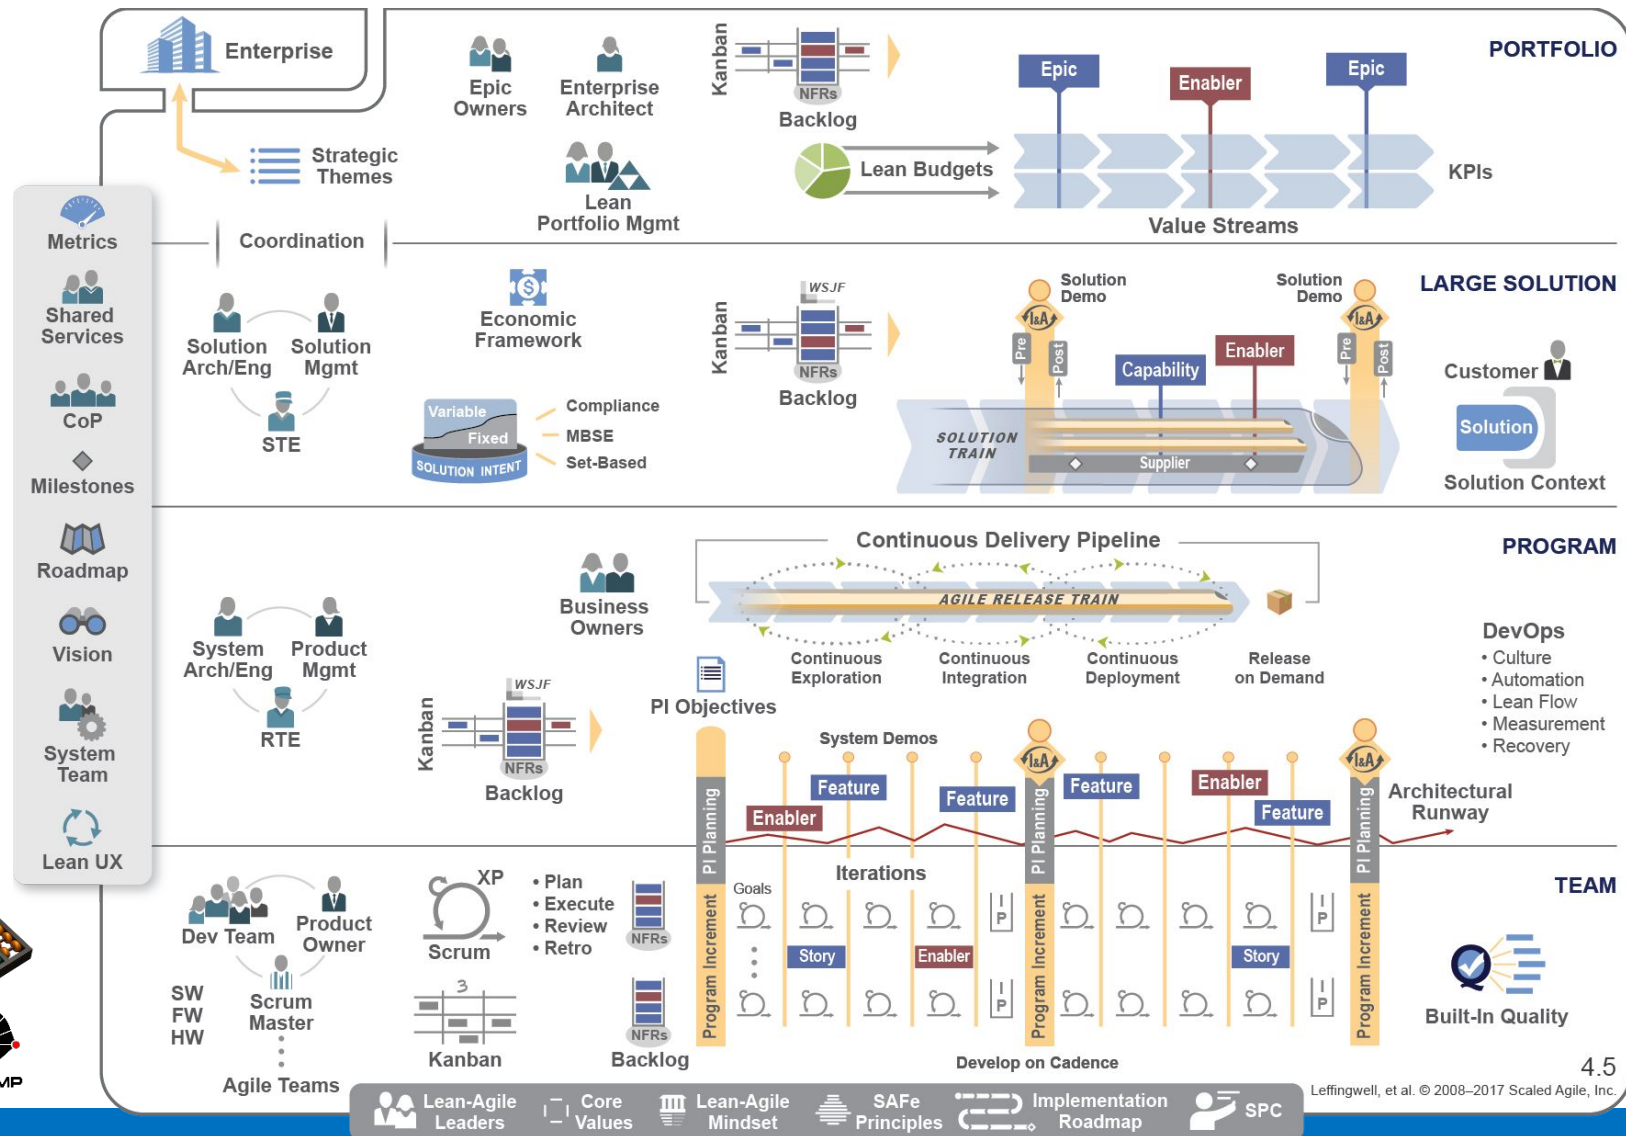 Enterprise
Epic
Owners
Enterprise
Architect
Kanban
NFRs
Backlog
Epic
Enabler
Epic
PORTFOLIO
Strategic
Themes
Lean
Portfolio Mgmt
Lean Budgets
KPIs
Value Streams
Metrics
Shared
Services
CoP
Milestones
Roadmap
Vision
System
Team
Lean UX
Coordination
Solution
Arch/Eng
Solution
Mgmt
STE
Economic
Framework
Variable
Fixed
SOLUTION INTENT
Compliance
MBSE
Set-Based
Kanban
WSJF
NFRs
Backlog
Solution
Demo
I&A
Pre
Post
Capability
Enabler
Solution
Demo
I&A
Pre
Post
SOLUTION
TRAIN
Supplier
LARGE SOLUTION
Customer
Solution
Solution Context
System
Arch/Eng
Product
Mgmt
RTE
Business
Owners
Kanban
WSJF
NFRs
Backlog
Continuous Delivery Pipeline
AGILE RELEASE TRAIN
Continuous
Exploration
Continuous
Integration
Continuous
Deployment
Release
on Demand
PROGRAM
DevOps
• Culture
• Automation
• Lean Flow
• Measurement
• Recovery
PI Objectives
System Demos
I&A
I&A
Enabler
Feature
Feature
Feature
Enabler
Feature
Architectural
Runway
PI Planning
PI Planning
PI Planning
Dev Team
Product
Owner
Scrum
Master
SW
FW
HW
Agile Teams
XP
Scrum
• Plan
• Execute
• Review
• Retro
3
Kanban
NFRs
NFRs
Backlog
Program Increment
Program Increment
Program Increment
Iterations
Goals
Story
Enabler
Story
I
P
I
P
I
P
I
P
Develop on Cadence
TEAM
Built-In Quality
4.5
Leffingwell, et al. © 2008–2017 Scaled Agile, Inc.
Lean-Agile
Leaders
Core
Values
Lean-Agile
Mindset
SAFe
Principles
Implementation
Roadmap
SPC